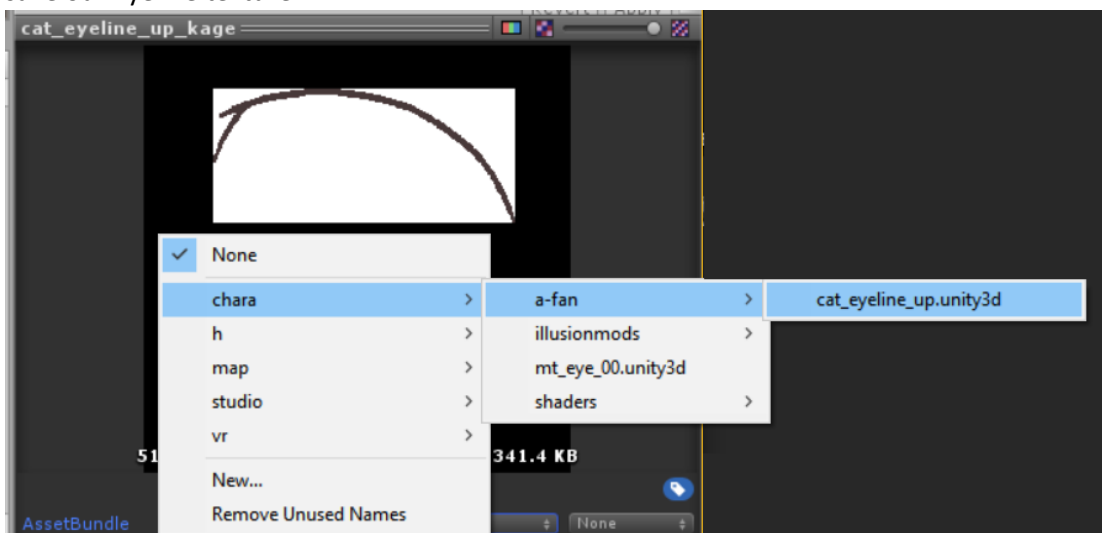 cat_eyeline_up_kage
None
chara
a-fan
cat_eyeline_up.unity3d
h
illusionmods
map
mt_eye_00.unity3d
studio
shaders
vr
51
341.4 KB
New...
Remove Unused Names
AssetBundle
None